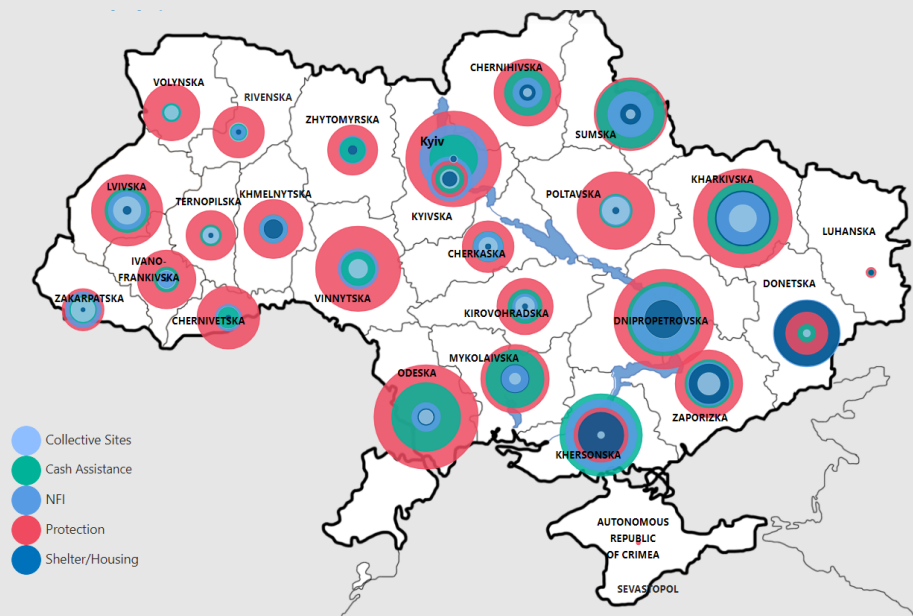 CHERNIHIVSKA
VOLYNSKA
RIVENSKA
ZHYTOMYRSKA
SUMSKA
Kyiv
KHARKIVSKA
LVIVSKA
TERNOPILSKA
KHMELNYTSKA
POLTAVSKA
KYIVSKA
LUHANSKA
CHERKASKA
IVANO-
FRANKIVSKA
DONETSKA
ZAKARPATSKA
VINNYTSKA
KIROVOHRADSKA
CHERNIVETSKA
DNIPROPETROVSKA
MYKOLAIVSKA
ODESKA
ZAPORIZKA
KHERSONSKA
Collective Sites
Cash Assistance
NFI
Protection
Shelter/Housing
AUTONOMOUS
REPUBLIC
OF CRIMEA
SEVASTOPOL